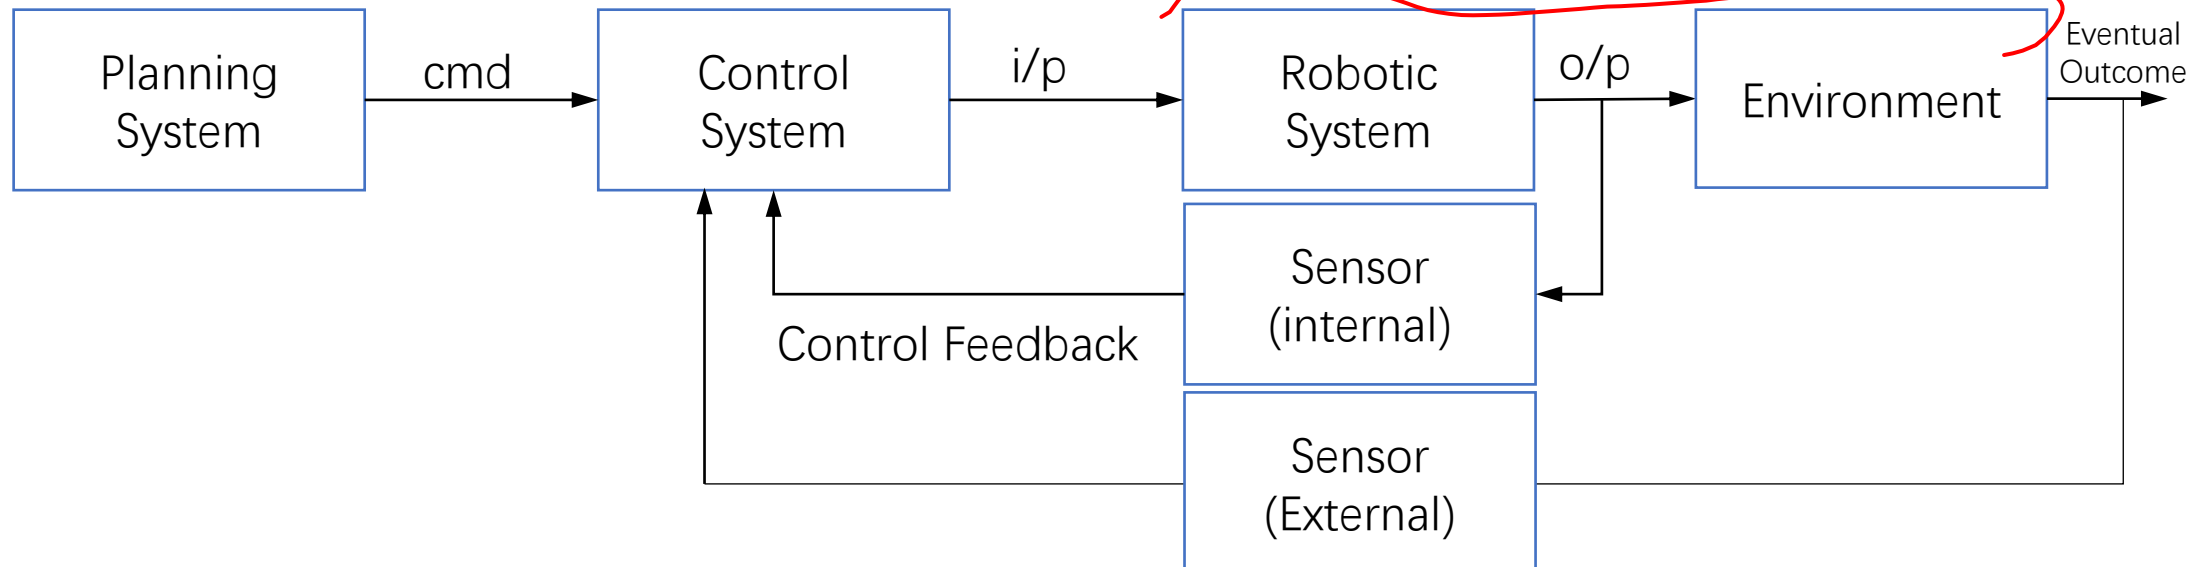 Planning
System
cmd
Control
System
i/p
Robotic
System
o/p
Environment
Eventual
Outcome
Sensor
(internal)
Control Feedback
Sensor
(External)